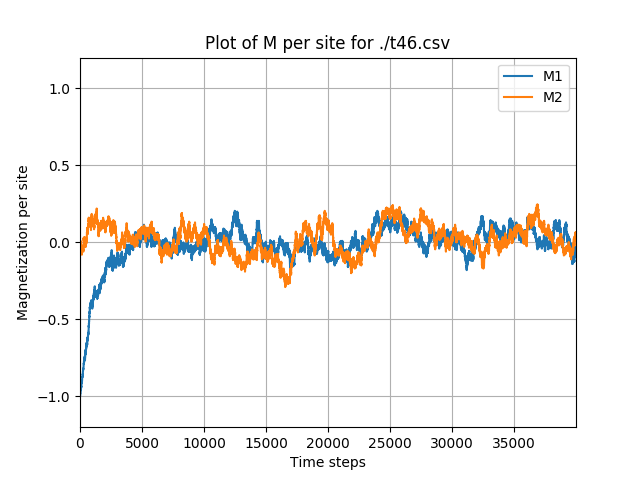 Plot of M per site for ./t46.csv
M1
M2
Magnetization per site
1.0
0.5
0.0
−0.5
−1.0
0 5000 10000 15000 20000 25000 30000 35000
Time steps